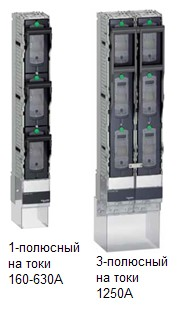 1-полюсный
на токи
160-630А
3-полюсный
на токи
1250А